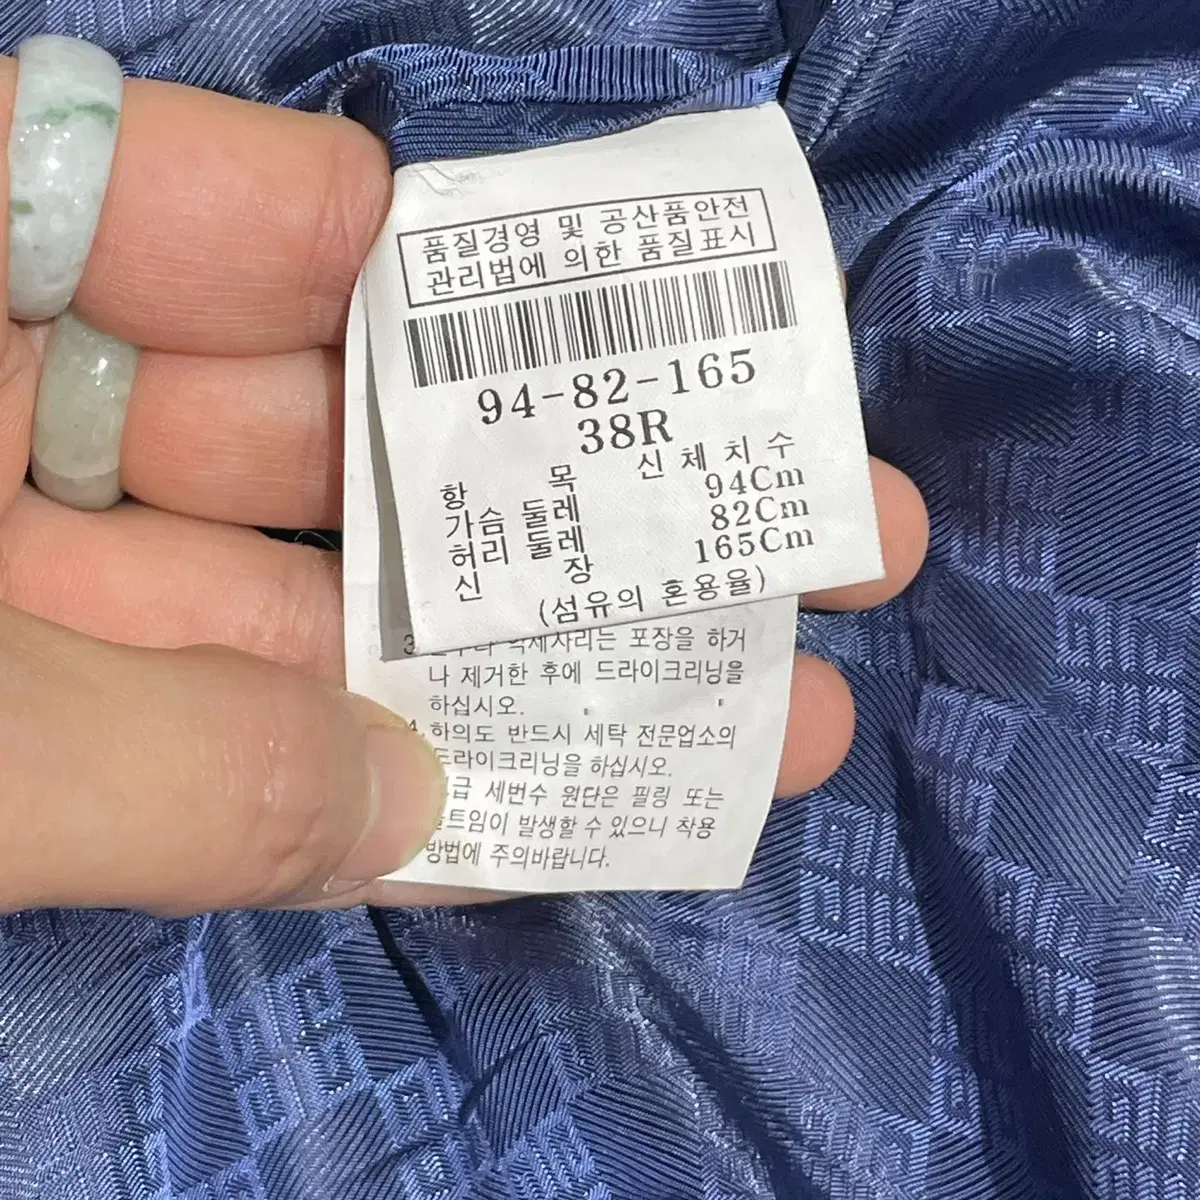 품질경영 및 공산품안전
관리법에 의한 품질표시
94-82-165
38R
항 목 신 체 치 수
가슴 둘레 94Cm
허리 둘레 82Cm
신 장 165Cm
(섬유의 혼용율)
포장을 하거
나 제거한 후에 드라이크리닝을
하십시오.
하의도 반드시 세탁 전문업소의
드라이크리닝을 하십시오.
세번수 원단은 필링 또는
발생할 수 있으니 착용
방법에 주의바랍니다.